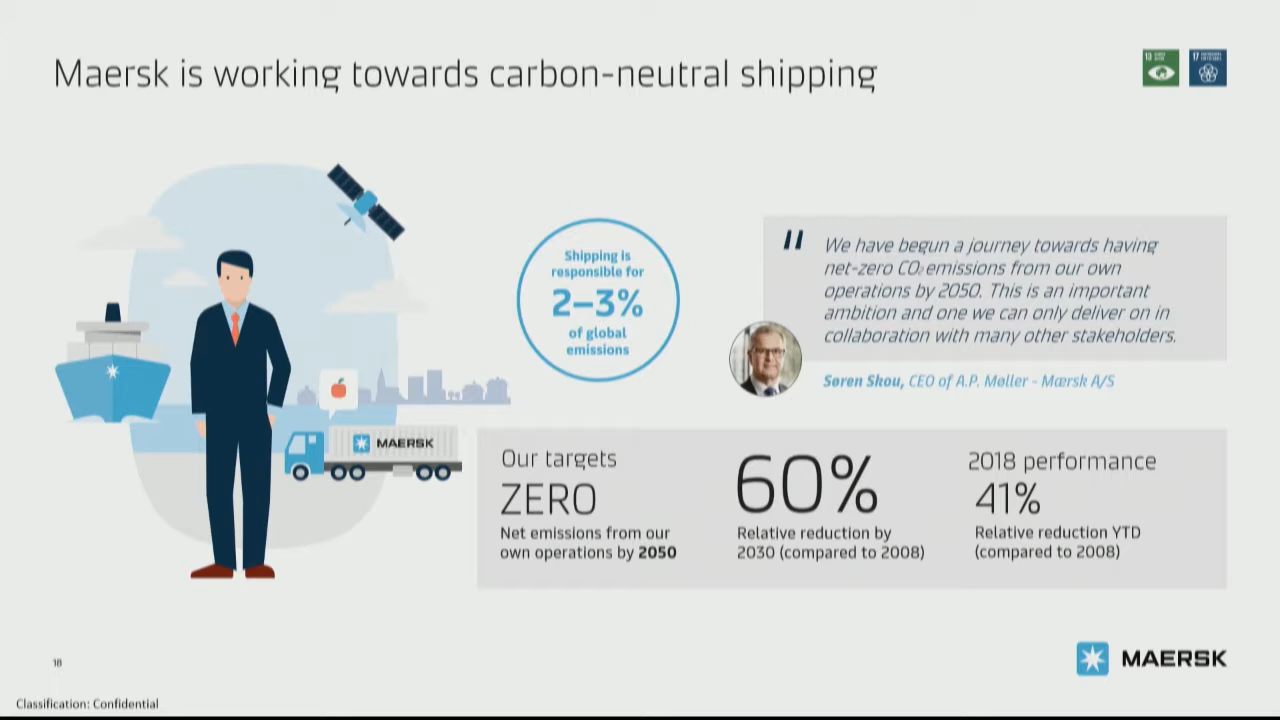 Maersk is working towards carbon-neutral shipping
13
17
Shipping is
responsible for
2–3%
of global
emissions
We have begun a journey towards having
net-zero CO₂ emissions from our own
operations by 2050. This is an important
ambition and one we can only deliver on in
collaboration with many other stakeholders.
Søren Skou, CEO of A.P. Møller - Mærsk A/S
MAERSK
Our targets
ZERO
Net emissions from our
own operations by 2050
60%
Relative reduction by
2030 (compared to 2008)
2018 performance
41%
Relative reduction YTD
(compared to 2008)
18
MAERSK
Classification: Confidential